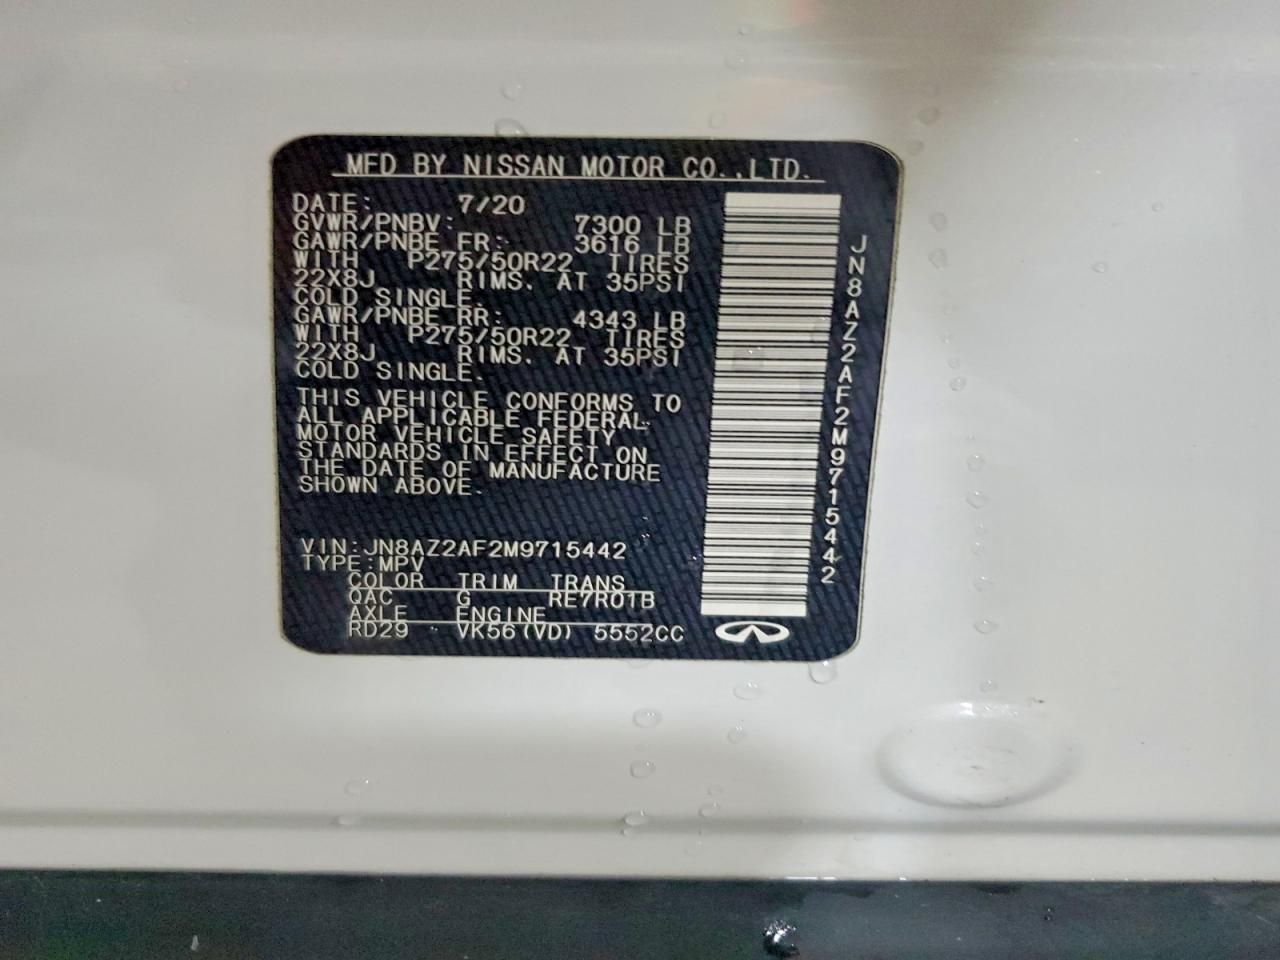 MFD BY NISSAN MOTOR CO.,LTD.
DATE: 7/20
GVWR/PNBV: 7300 LB
GAWR/PNBE FR: 3616 LB
WITH P275/50R22 TIRES
22X8J RIMS. AT 35PSI
COLD SINGLE.
GAWR/PNBE RR: 4343 LB
WITH P275/50R22 TIRES
22X8J RIMS. AT 35PSI
COLD SINGLE.
THIS VEHICLE CONFORMS TO
ALL APPLICABLE FEDERAL
MOTOR VEHICLE SAFETY
STANDARDS IN EFFECT ON
THE DATE OF MANUFACTURE
SHOWN ABOVE.
VIN:JN8AZ2AF2M9715442
TYPE:MPV
COLOR TRIM TRANS
QAC G RE7R01B
AXLE ENGINE
RD29 VK56(VD) 5552CC
JN8AZ2AF2M9715442